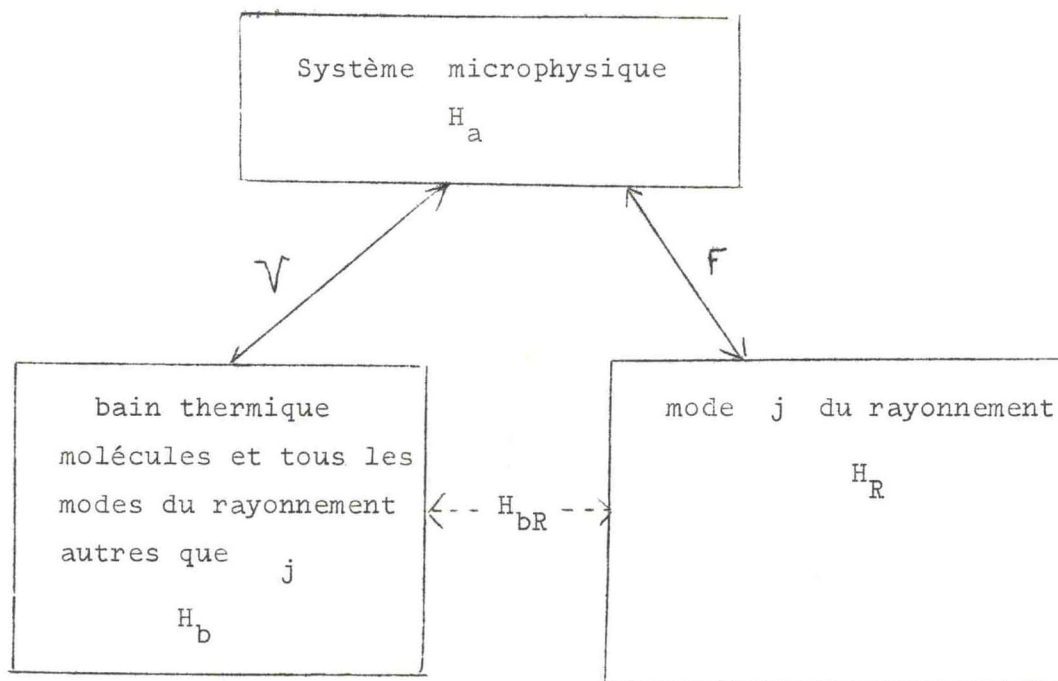 Système microphysique
H_a
V
F
bain thermique
molécules et tous les
modes du rayonnement
autres que j
H_b
H_bR
mode j du rayonnement
H_R